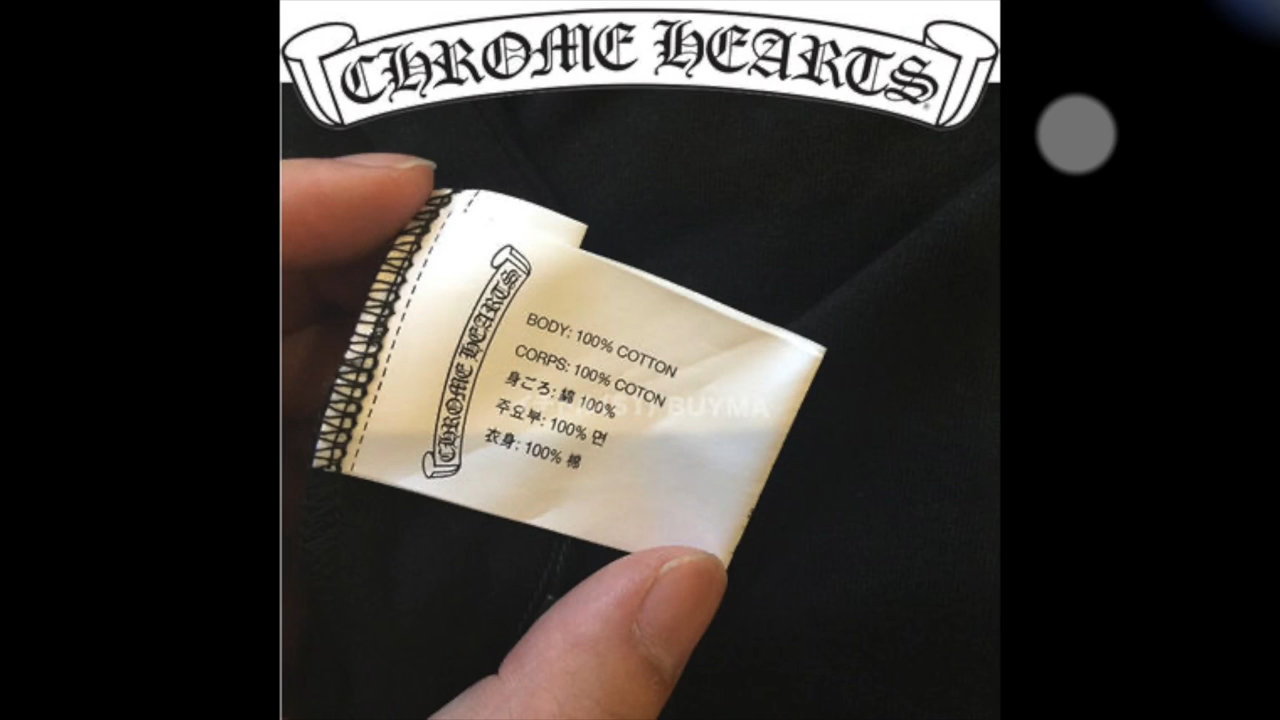 CHROME HEARTS
CHROME HEARTS
BODY: 100% COTTON
CORPS: 100% COTON
身ごろ: 綿 100%
주요부: 100% 면
衣身: 100% 棉
BUYMA